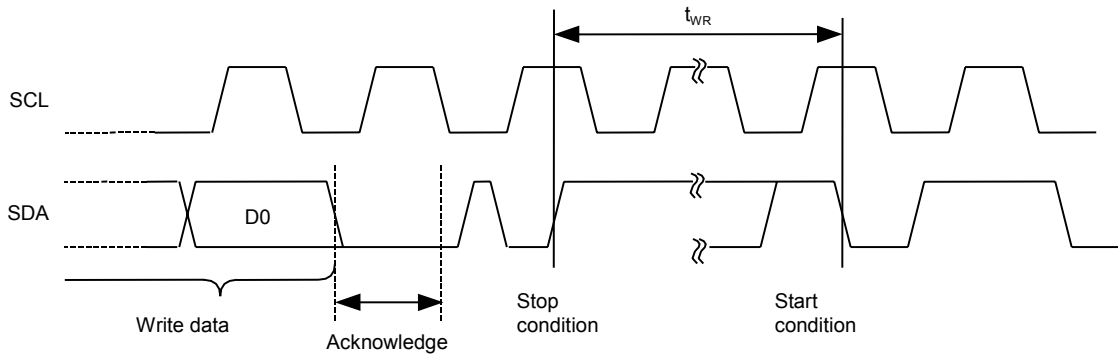 tWR
SCL
SDA
D0
Write data
Acknowledge
Stop
condition
Start
condition